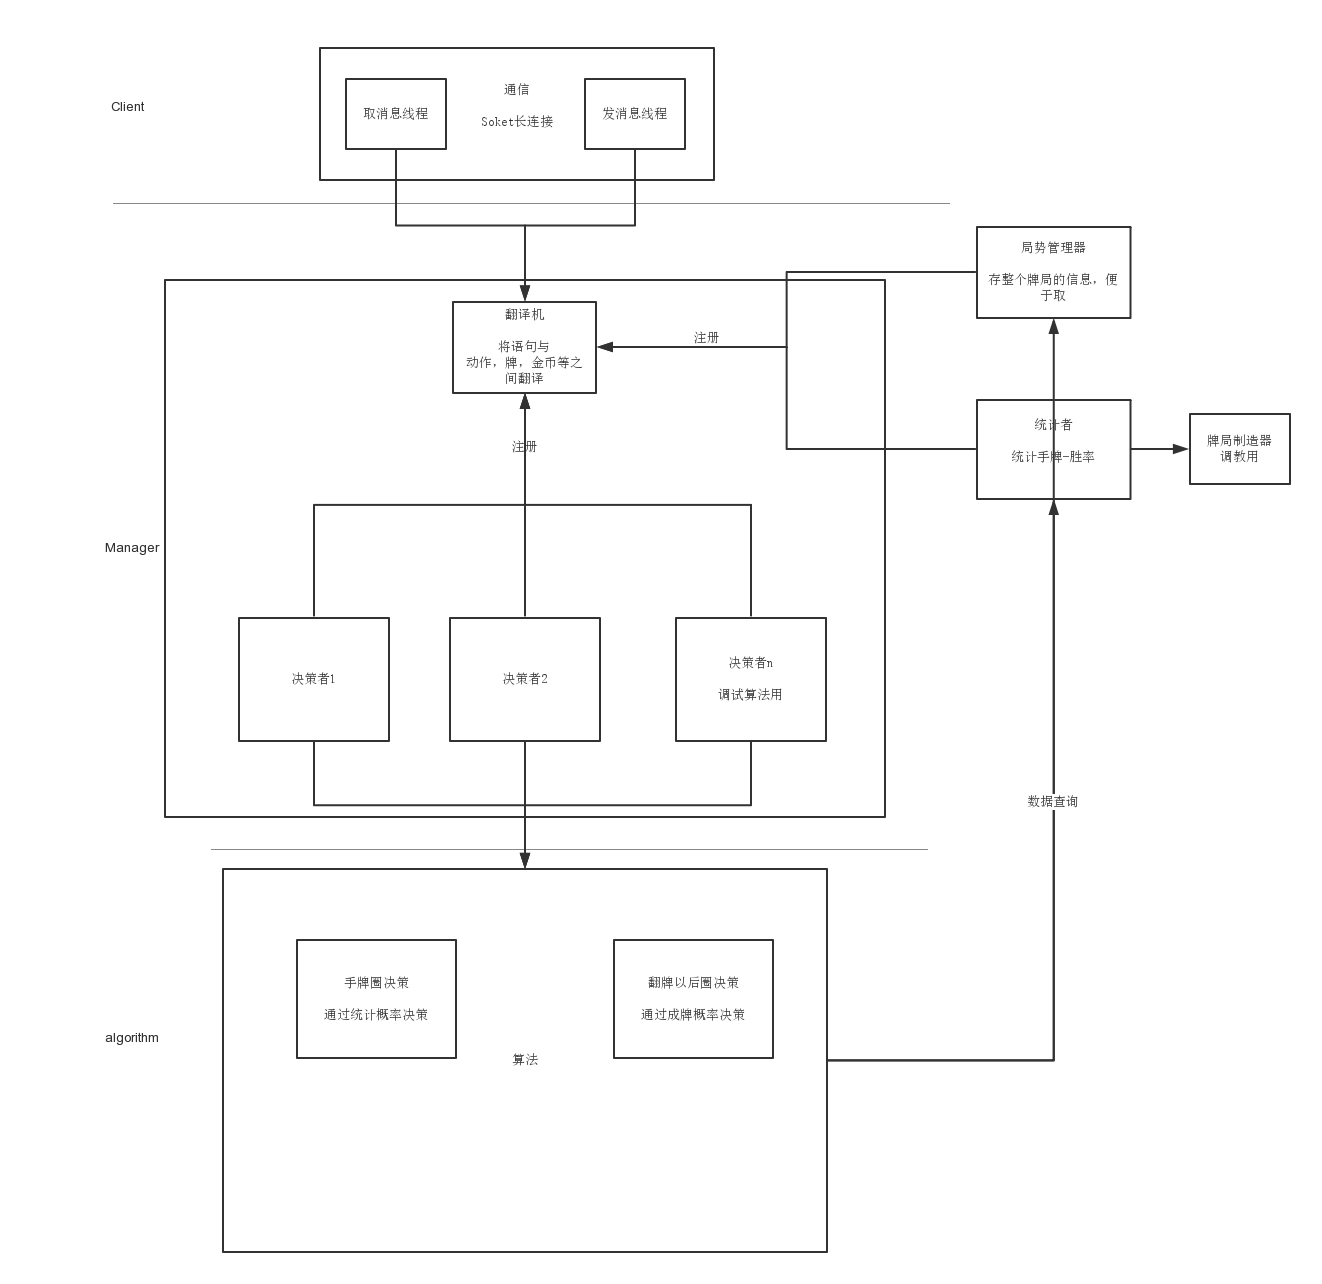 Client
取消息线程
通信
Soket长连接
发消息线程
局势管理器
存整个牌局的信息，便
于取
翻译机
将语句与
动作，牌，金币等之
间翻译
注册
注册
统计者
统计手牌-胜率
牌局制造器
调教用
Manager
决策者1
决策者2
决策者n
调试算法用
数据查询
手牌圈决策
通过统计概率决策
翻牌以后圈决策
通过成牌概率决策
algorithm
算法